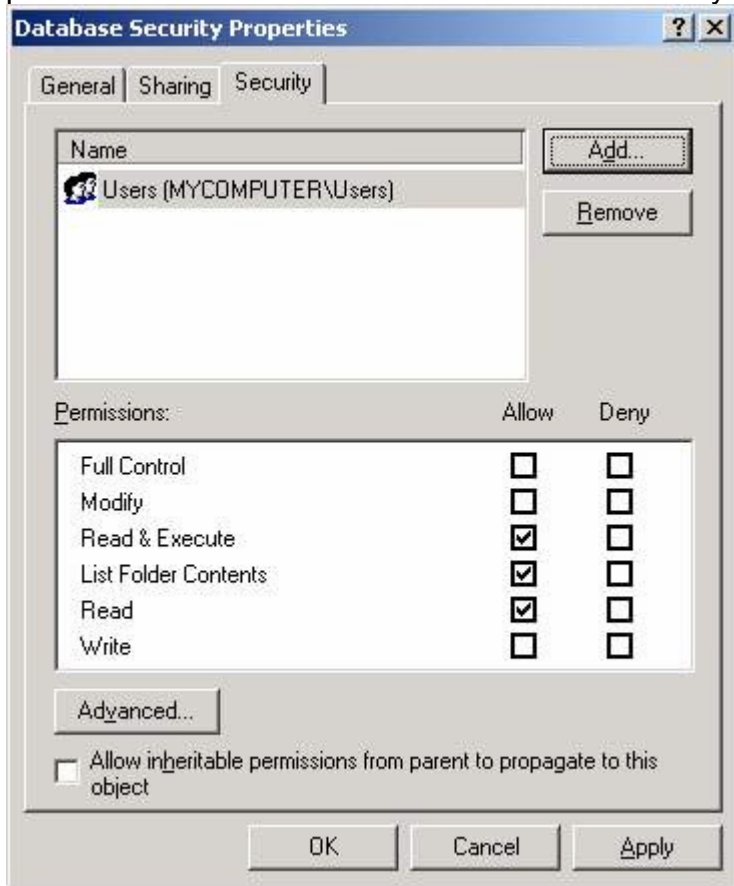 Database Security Properties
General Sharing Security
Name
Add...
Users (MYCOMPUTER\Users)
Remove
Permissions: Allow Deny
Full Control
Modify
Read & Execute
List Folder Contents
Read
Write
Advanced...
Allow inheritable permissions from parent to propagate to this
object
OK Cancel Apply